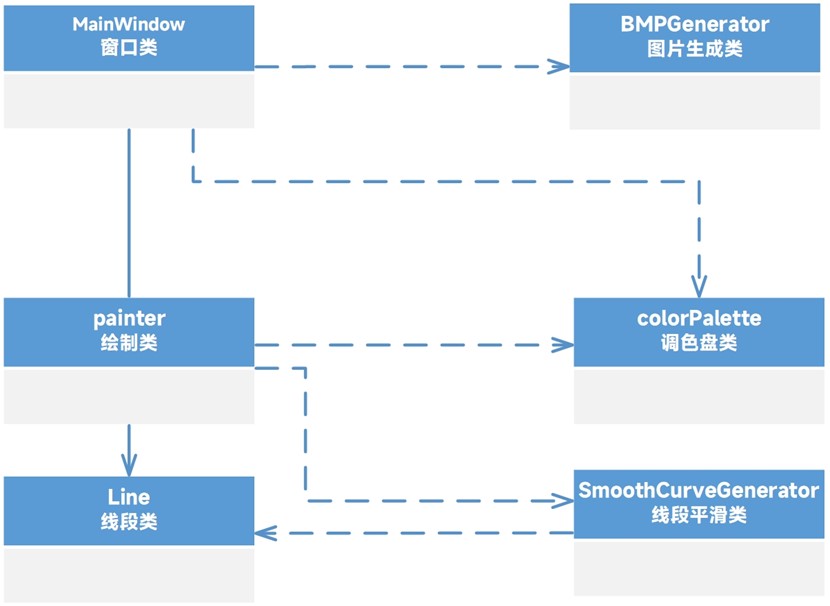 MainWindow
窗口类
BMPGenerator
图片生成类
painter
绘制类
colorPalette
调色盘类
Line
线段类
SmoothCurveGenerator
线段平滑类